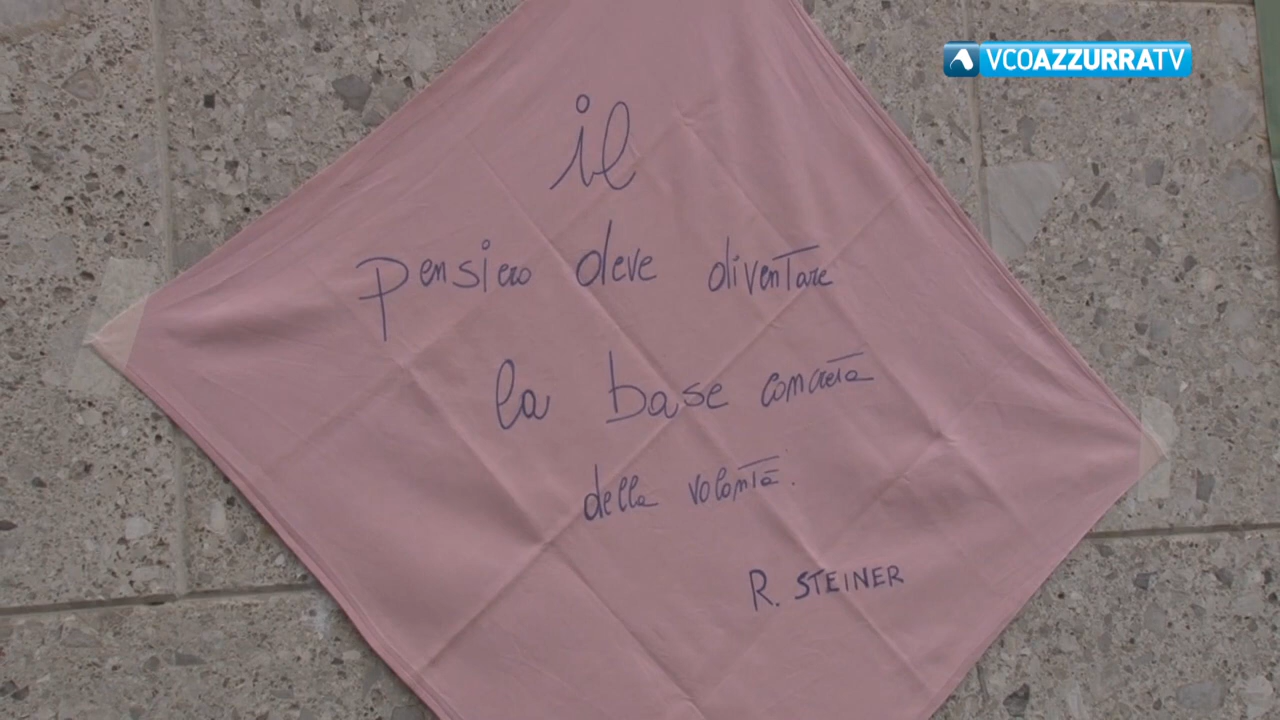 VCOAZZURRATV
il
pensiero deve diventare
la base concreta
della volontà.
R. STEINER